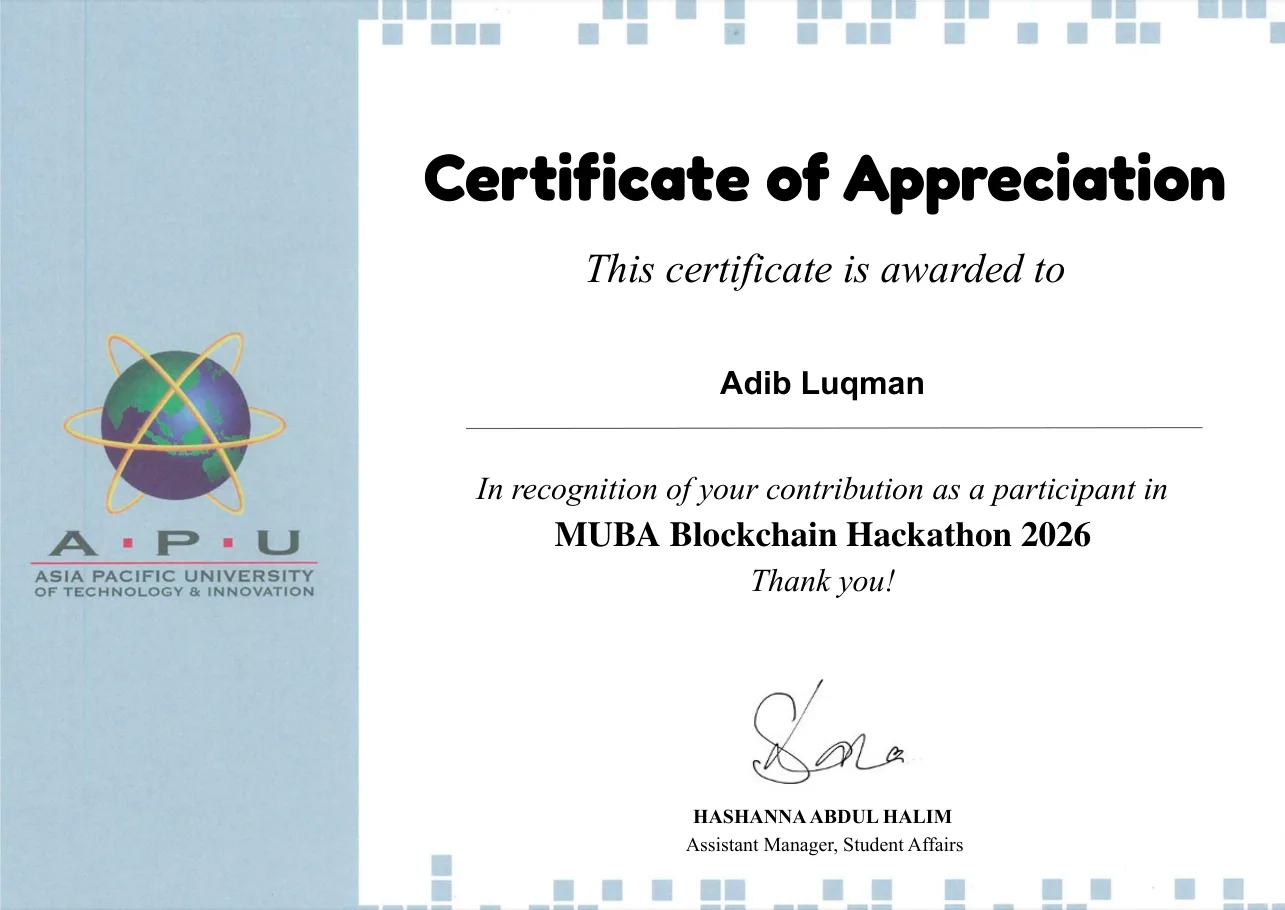 Certificate of Appreciation
This certificate is awarded to
Adib Luqman
In recognition of your contribution as a participant in
MUBA Blockchain Hackathon 2026
Thank you!
HASHANNA ABDUL HALIM
Assistant Manager, Student Affairs
A · P · U
ASIA PACIFIC UNIVERSITY
OF TECHNOLOGY & INNOVATION